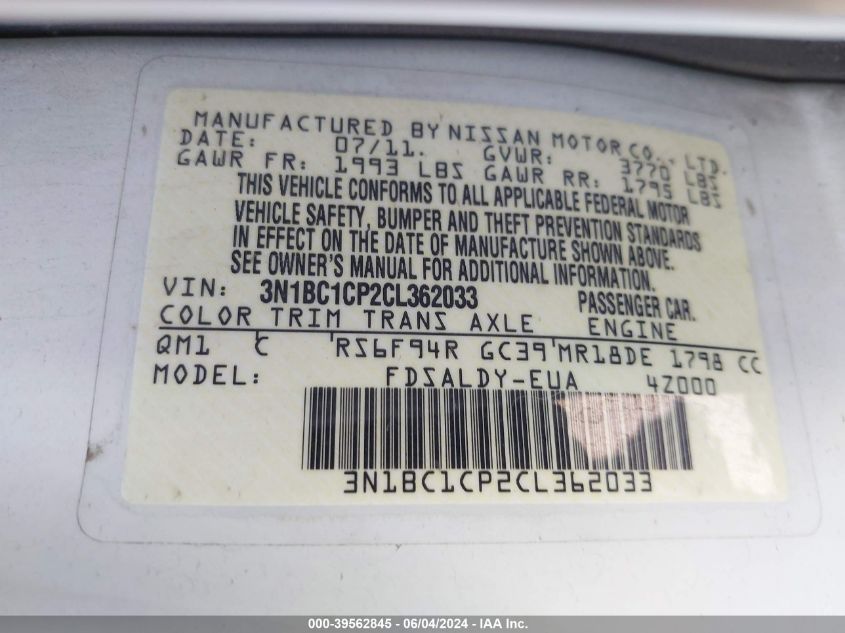 MANUFACTURED BY NISSAN MOTOR CO., LTD.
DATE: 07/11. GVWR: 3770 LBS
GAWR FR: 1993 LBS GAWR RR: 1795 LBS
THIS VEHICLE CONFORMS TO ALL APPLICABLE FEDERAL MOTOR
VEHICLE SAFETY, BUMPER AND THEFT PREVENTION STANDARDS
IN EFFECT ON THE DATE OF MANUFACTURE SHOWN ABOVE.
SEE OWNER'S MANUAL FOR ADDITIONAL INFORMATION.
VIN: 3N1BC1CP2CL362033 PASSENGER CAR.
COLOR TRIM TRANS AXLE ENGINE
QM1 C RS6F94R GC39 MR18DE 1798 CC
MODEL: FDSALDY-EUA 4Z000
3N1BC1CP2CL362033
000-39562845 - 06/04/2024 - IAA Inc.